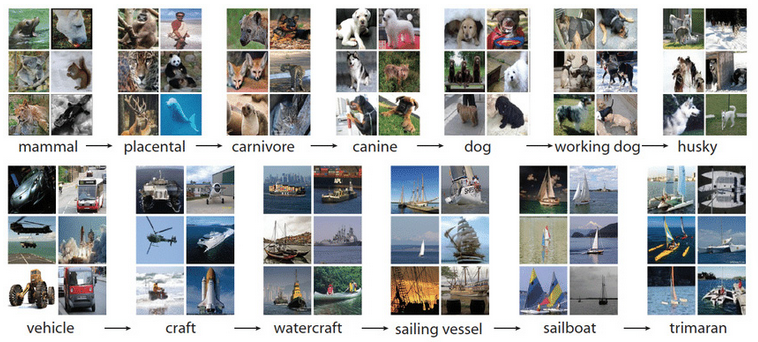 mammal → placental → carnivore → canine → dog → working dog → husky
vehicle → craft → watercraft → sailing vessel → sailboat → trimaran